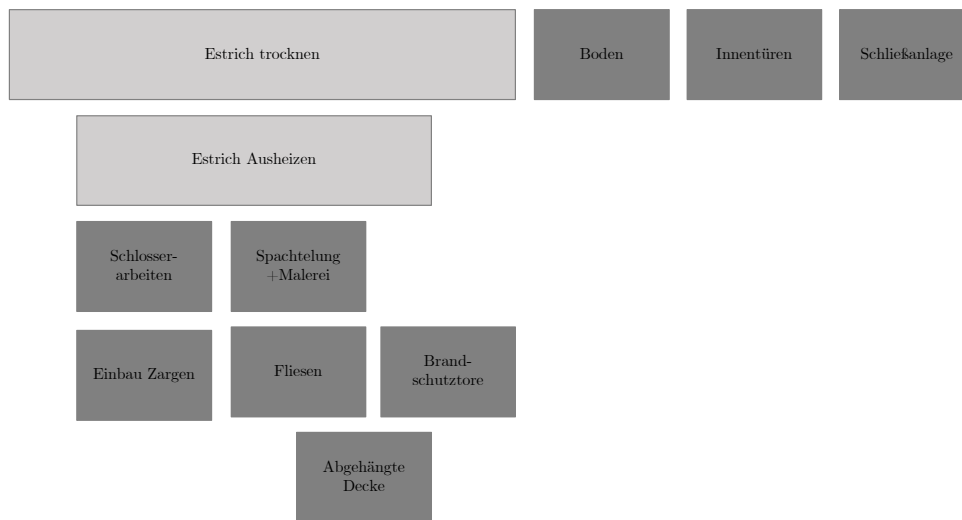 Estrich trocknen
Boden
Innentüren
Schließanlage
Estrich Ausheizen
Schlosser-
arbeiten
Spachtelung
+Malerei
Einbau Zargen
Fliesen
Brand-
schutztore
Abgehängte
Decke